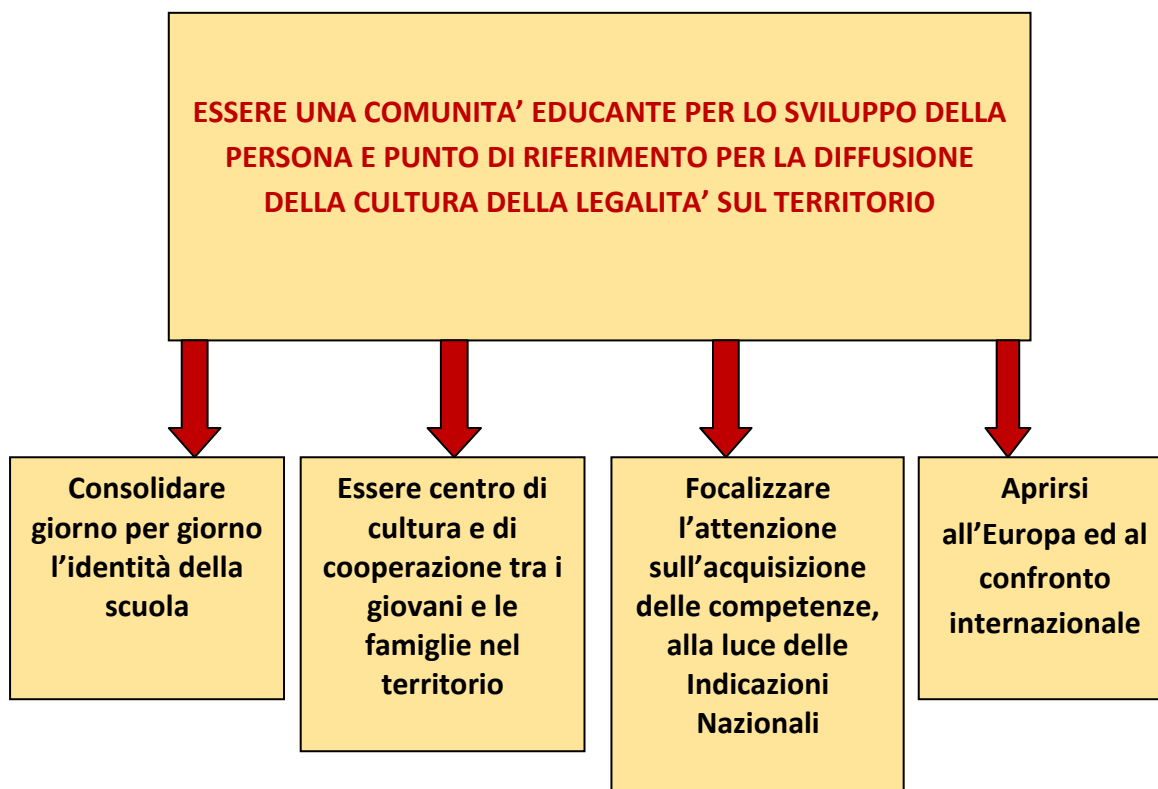 ESSERE UNA COMUNITA’ EDUCANTE PER LO SVILUPPO DELLA
PERSONA E PUNTO DI RIFERIMENTO PER LA DIFFUSIONE
DELLA CULTURA DELLA LEGALITA’ SUL TERRITORIO
Consolidare
giorno per giorno
l’identità della
scuola
Essere centro di
cultura e di
cooperazione tra i
giovani e le
famiglie nel
territorio
Focalizzare
l’attenzione
sull’acquisizione
delle competenze,
alla luce delle
Indicazioni
Nazionali
Aprirsi
all’Europa ed al
confronto
internazionale